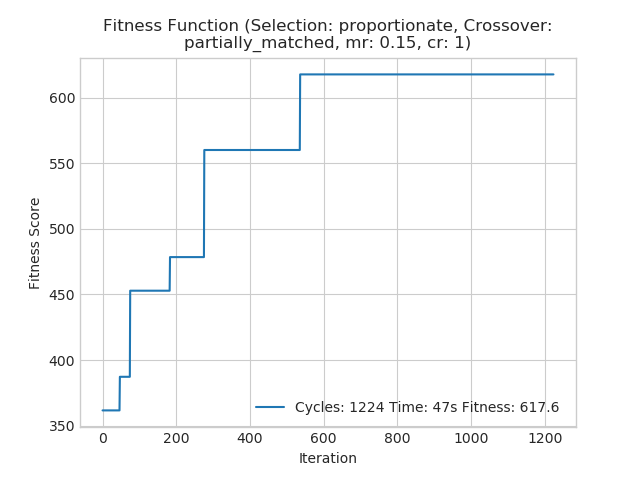 Fitness Function (Selection: proportionate, Crossover:
partially_matched, mr: 0.15, cr: 1)
600
550
500
450
400
350
Fitness Score
Cycles: 1224 Time: 47s Fitness: 617.6
0 200 400 600 800 1000 1200
Iteration